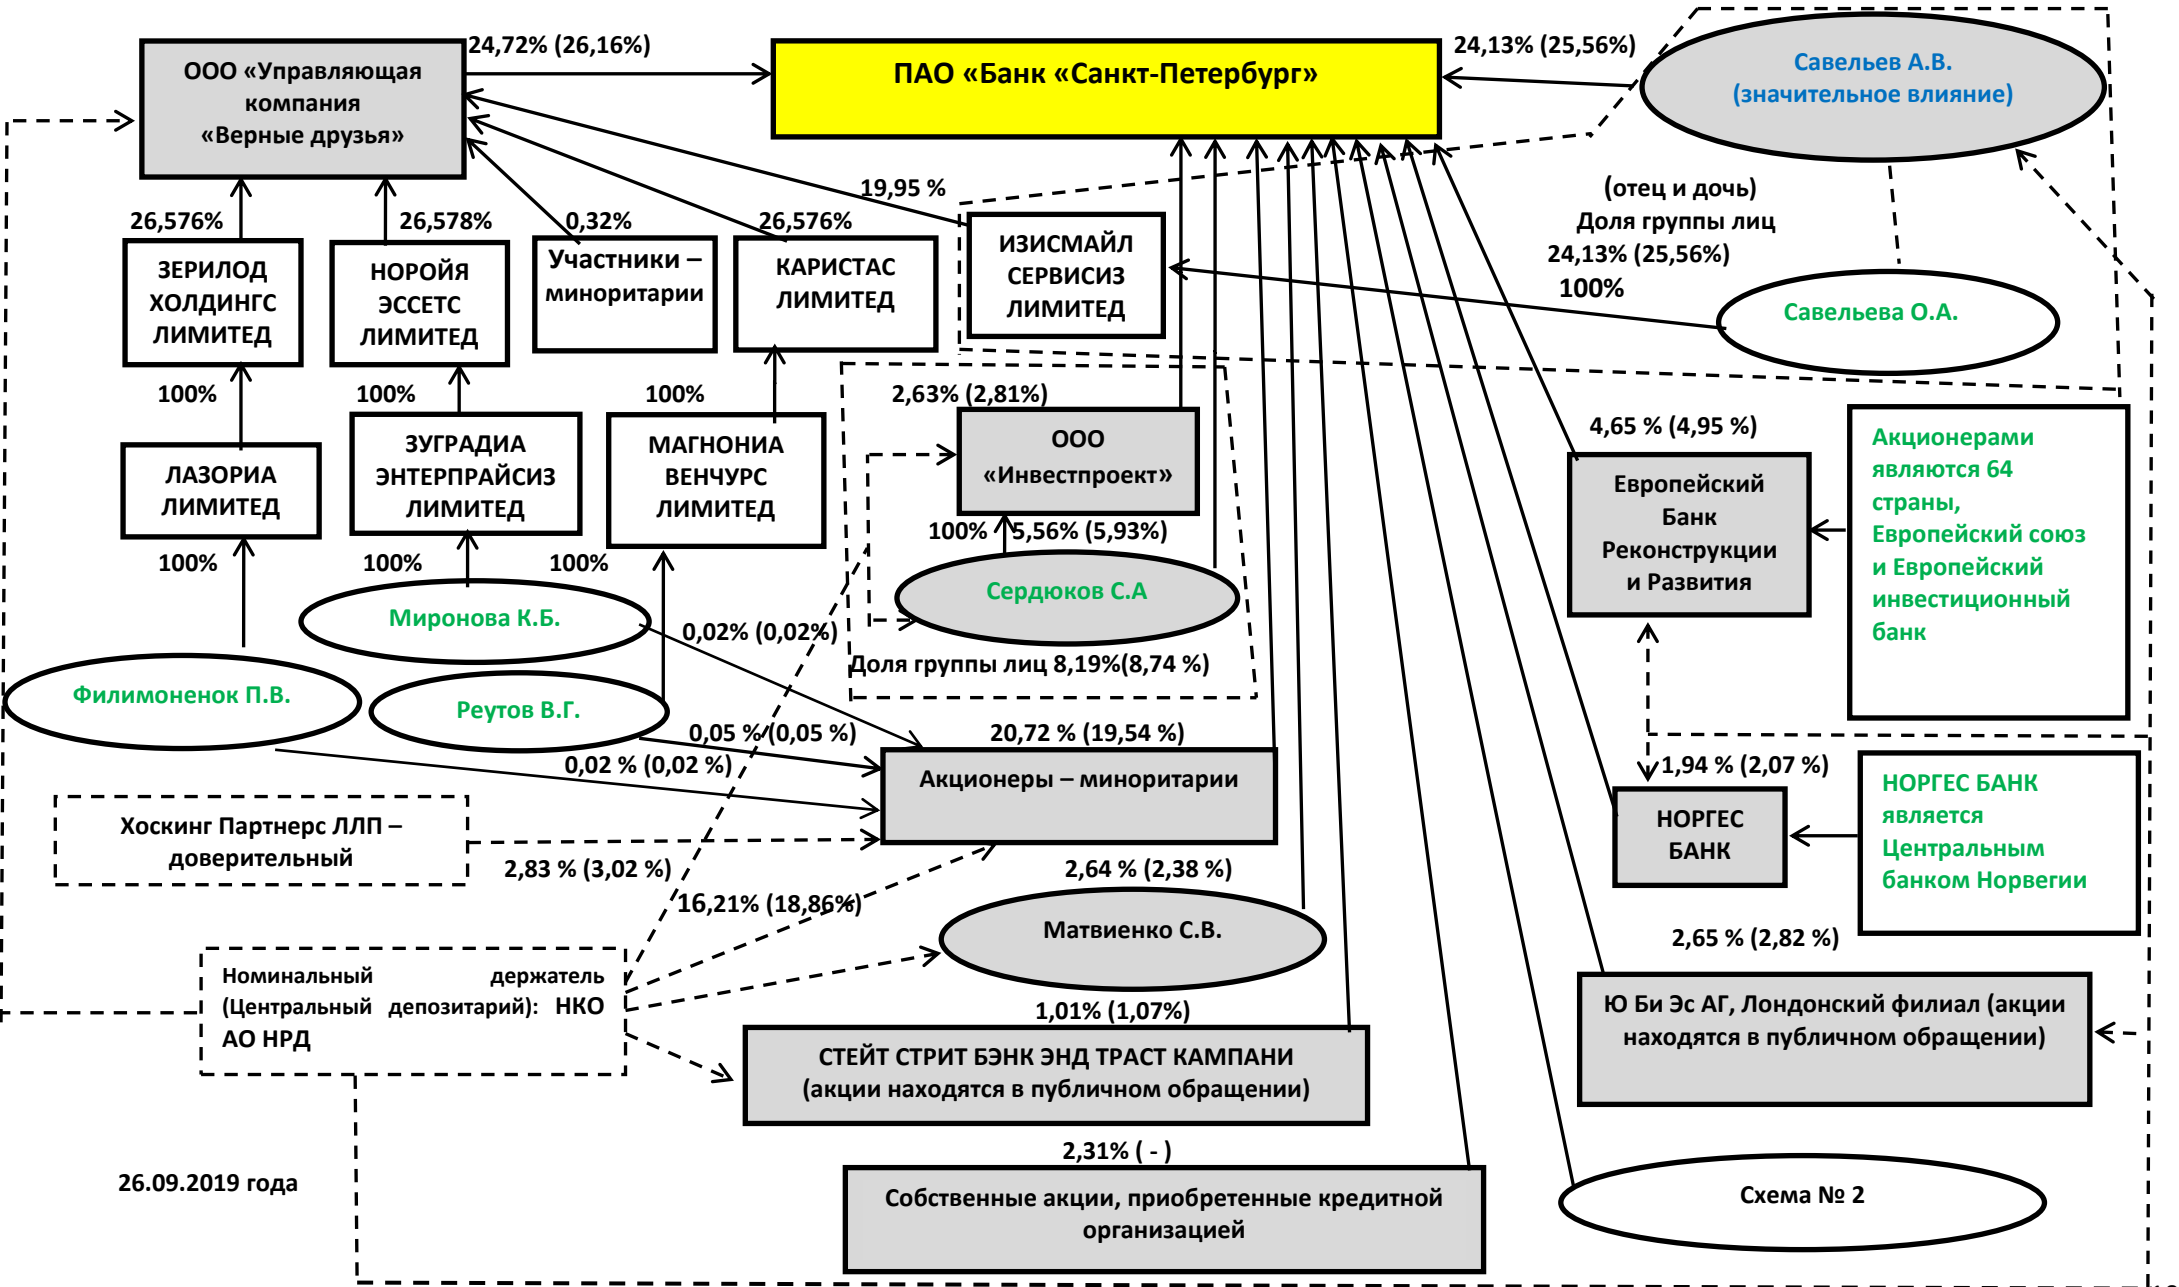 24,72% (26,16%)
24,13% (25,56%)
ООО «Управляющая
компания
«Верные друзья»
ПАО «Банк «Санкт-Петербург»
Савельев А.В.
(значительное влияние)
19,95 %
(отец и дочь)
Доля группы лиц
24,13% (25,56%)
100%
26,576%
26,578%
0,32%
26,576%
ЗЕРИЛОД
ХОЛДИНГС
ЛИМИТЕД
НОРОЙЯ
ЭССЕТС
ЛИМИТЕД
Участники –
миноритарии
КАРИСТАС
ЛИМИТЕД
ИЗИСМАЙЛ
СЕРВИСИЗ
ЛИМИТЕД
Савельева О.А.
100%
100%
100%
2,63% (2,81%)
4,65 % (4,95 %)
ЛАЗОРИА
ЛИМИТЕД
ЗУГРАДИА
ЭНТЕРПРАЙСИЗ
ЛИМИТЕД
МАГНОНИА
ВЕНЧУРС
ЛИМИТЕД
ООО
«Инвестпроект»
Европейский
Банк
Реконструкции
и Развития
Акционерами
являются 64
страны,
Европейский союз
и Европейский
инвестиционный
банк
100%
100%
100%
100%
5,56% (5,93%)
Сердюков С.А
Миронова К.Б.
0,02% (0,02%)
Доля группы лиц 8,19%(8,74 %)
Филимоненок П.В.
Реутов В.Г.
0,05 % (0,05 %)
20,72 % (19,54 %)
0,02 % (0,02 %)
Акционеры – миноритарии
1,94 % (2,07 %)
НОРГЕС
БАНК
НОРГЕС БАНК
является
Центральным
банком Норвегии
Хоскинг Партнерс ЛЛП –
доверительный
2,83 % (3,02 %)
2,64 % (2,38 %)
16,21% (18,86%)
Матвиенко С.В.
2,65 % (2,82 %)
Номинальный держатель
(Центральный депозитарий): НКО
АО НРД
1,01% (1,07%)
Ю Би Эс АГ, Лондонский филиал (акции
находятся в публичном обращении)
СТЕЙТ СТРИТ БЭНК ЭНД ТРАСТ КАМПАНИ
(акции находятся в публичном обращении)
2,31% ( - )
26.09.2019 года
Собственные акции, приобретенные кредитной
организацией
Схема № 2